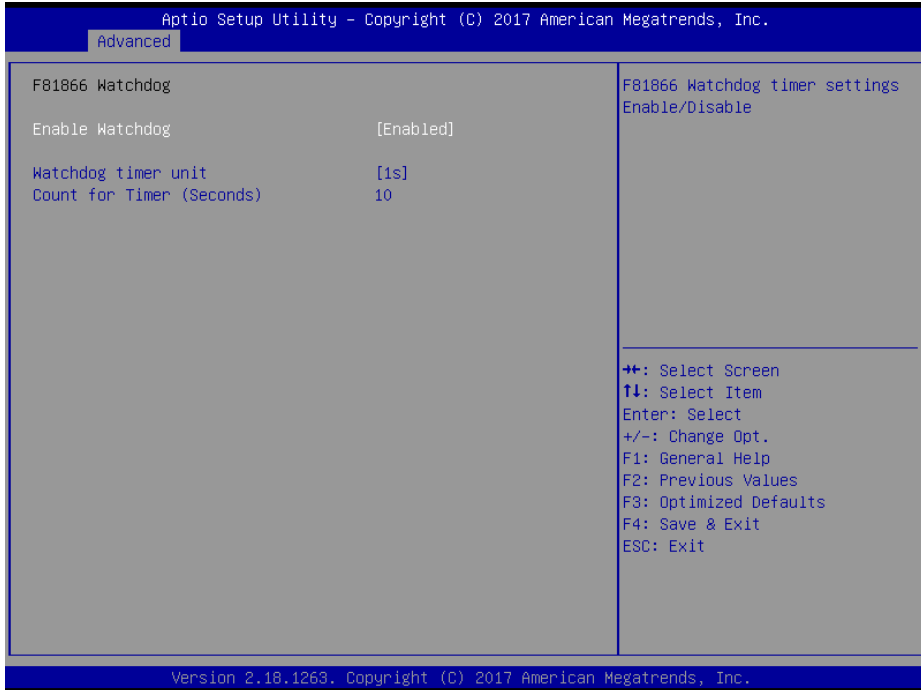 Aptio Setup Utility – Copyright (C) 2017 American Megatrends, Inc.
Advanced
F81866 Watchdog
Enable Watchdog [Enabled]
Watchdog timer unit [1s]
Count for Timer (Seconds) 10
F81866 Watchdog timer settings
Enable/Disable
→←: Select Screen
↑↓: Select Item
Enter: Select
+/-: Change Opt.
F1: General Help
F2: Previous Values
F3: Optimized Defaults
F4: Save & Exit
ESC: Exit
Version 2.18.1263. Copyright (C) 2017 American Megatrends, Inc.